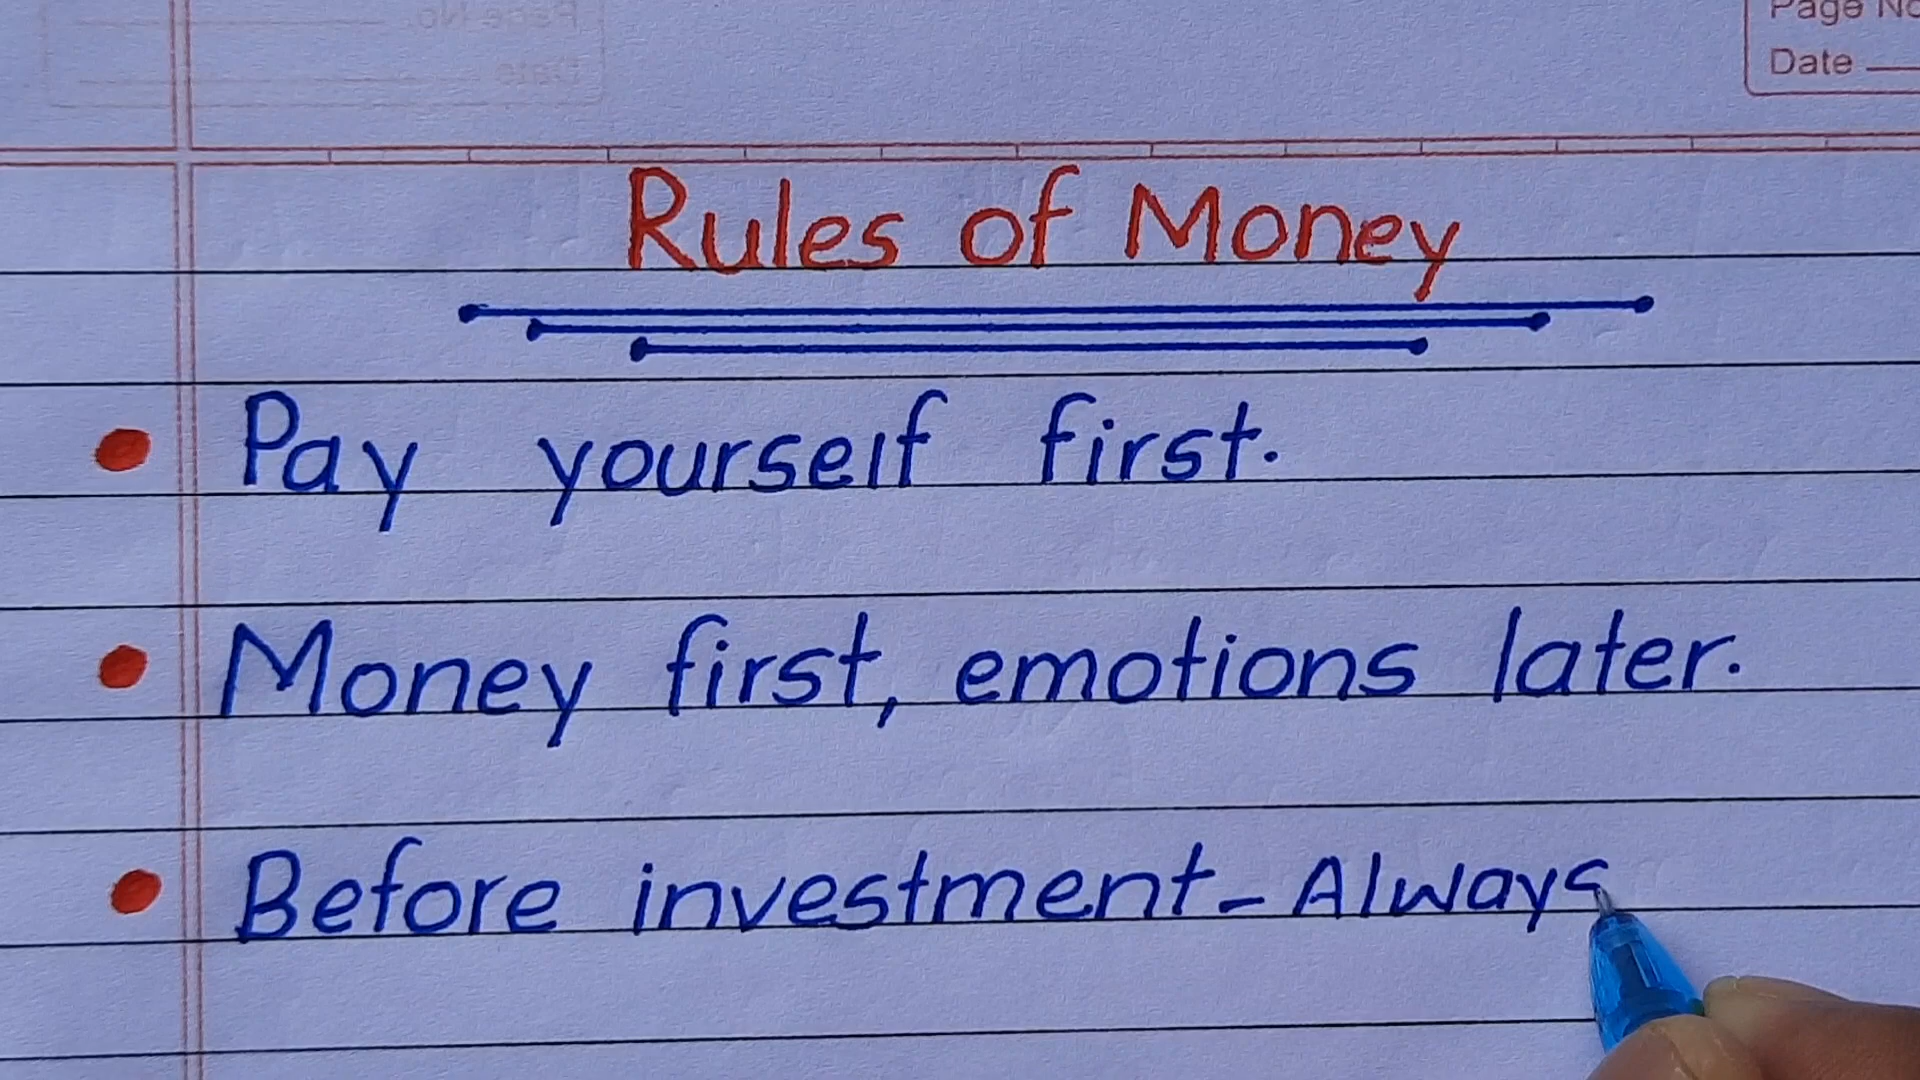 Page No
Date
Rules of Money
Pay yourself first.
Money first, emotions later.
Before investment - Always